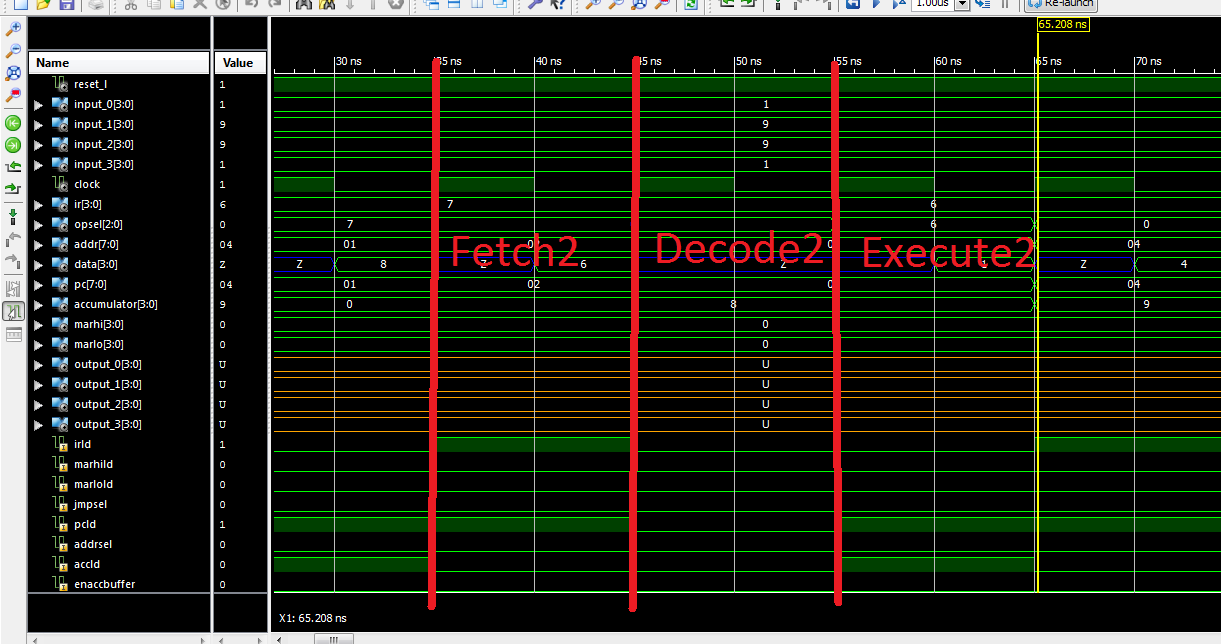 1.00us
Re-launch
65.208 ns
Name Value
30 ns 35 ns 40 ns 45 ns 50 ns 55 ns 60 ns 65 ns 70 ns
reset_l 1
input_0[3:0] 1 1
input_1[3:0] 9 9
input_2[3:0] 9 9
input_3[3:0] 1 1
clock 1
ir[3:0] 6 7 6
opsel[2:0] 0 7 6 0
addr[7:0] 04 01 04
data[3:0] Z Z 8 Z 6 Z 1 Z 4
pc[7:0] 04 01 02 04
accumulator[3:0] 9 0 8 9
marhi[3:0] 0 0
marlo[3:0] 0 0
output_0[3:0] U U
output_1[3:0] U U
output_2[3:0] U U
output_3[3:0] U U
irld 1
marhild 0
marlold 0
jmpsel 0
pcld 1
addrsel 0
accld 0
enaccbuffer 0
Fetch2 Decode2 Execute2
X1: 65.208 ns